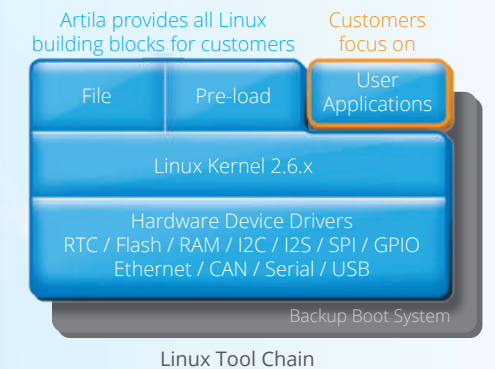 Artila provides all Linux
building blocks for customers
Customers
focus on
File
Pre-load
User
Applications
Linux Kernel 2.6.x
Hardware Device Drivers
RTC / Flash / RAM / I2C / I2S / SPI / GPIO
Ethernet / CAN / Serial / USB
Backup Boot System
Linux Tool Chain